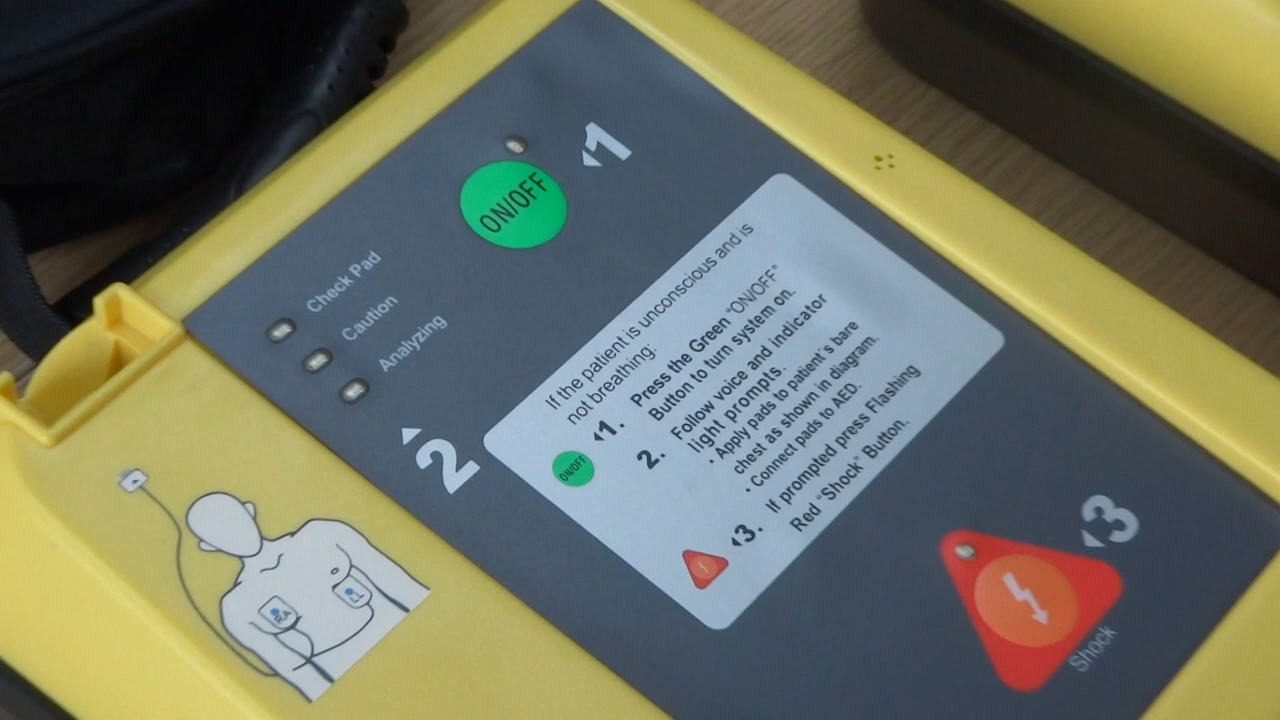 ON/OFF
1
Check Pad
Caution
Analyzing
2
If the patient is unconscious and is
not breathing:
ON/OFF
1. Press the Green "ON/OFF"
Button to turn system on.
2. Follow voice and indicator
light prompts.
• Apply pads to patient's bare
chest as shown in diagram.
• Connect pads to AED.
3. If prompted press Flashing
Red "Shock" Button.
3
Shock
RA
LL